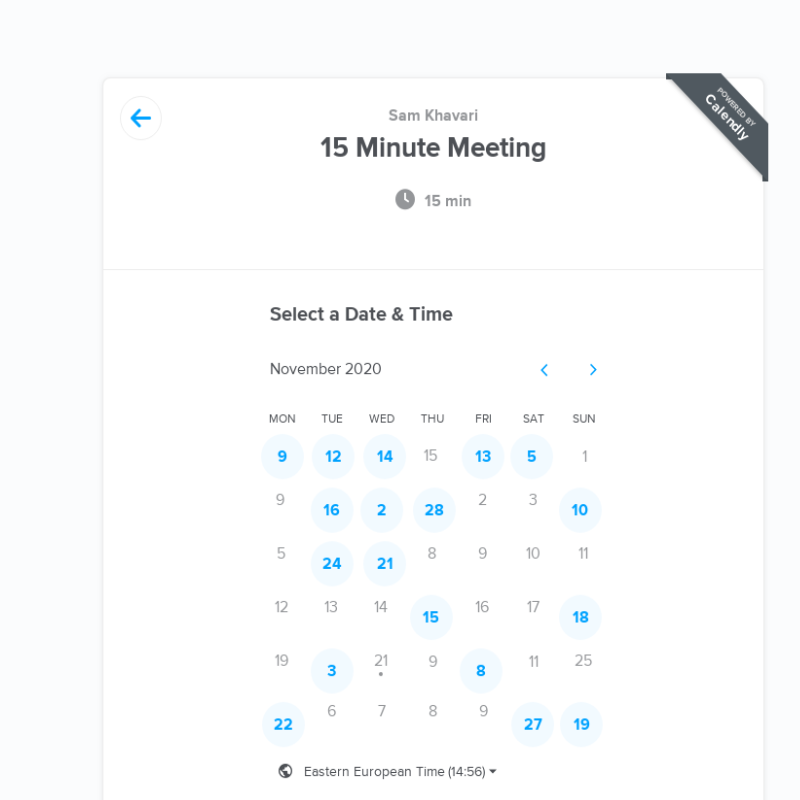 POWERED BY
Calendly
Sam Khavari
15 Minute Meeting
15 min
Select a Date & Time
November 2020
MON TUE WED THU FRI SAT SUN
9 12 14 15 13 5 1
9 16 2 28 2 3 10
5 24 21 8 9 10 11
12 13 14 15 16 17 18
19 3 21 9 8 11 25
22 6 7 8 9 27 19
Eastern European Time (14:56)